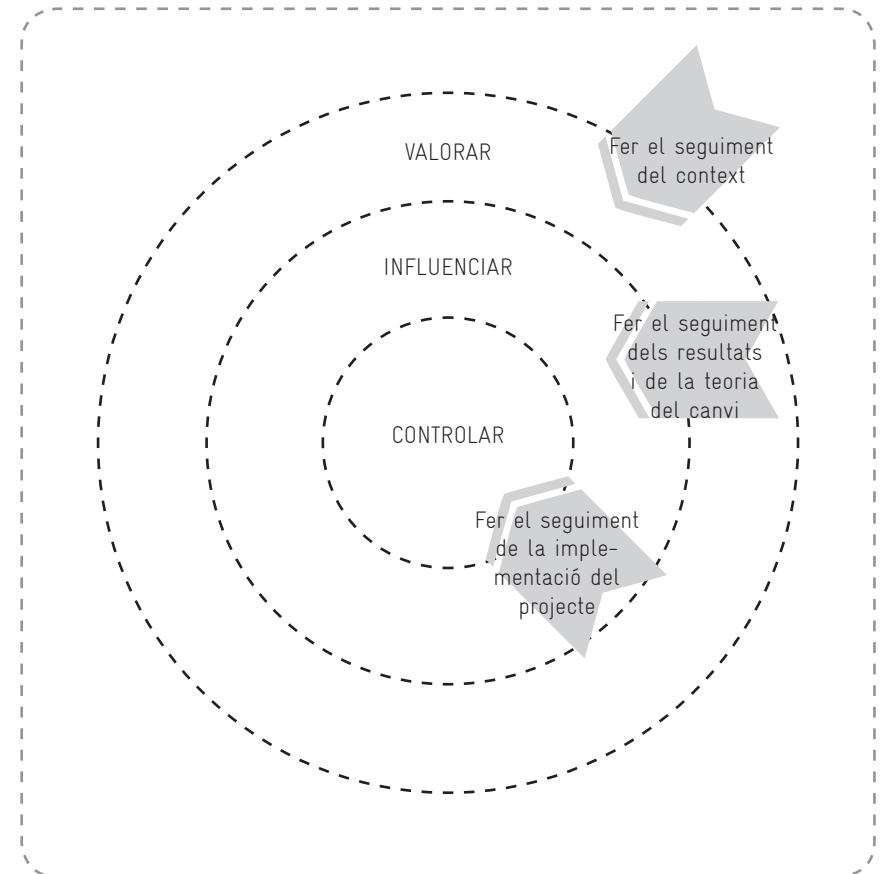 VALORAR
Fer el seguiment
del context
INFLUENCIAR
Fer el seguiment
dels resultats
i de la teoria
del canvi
CONTROLAR
Fer el seguiment
de la imple-
mentació del
projecte